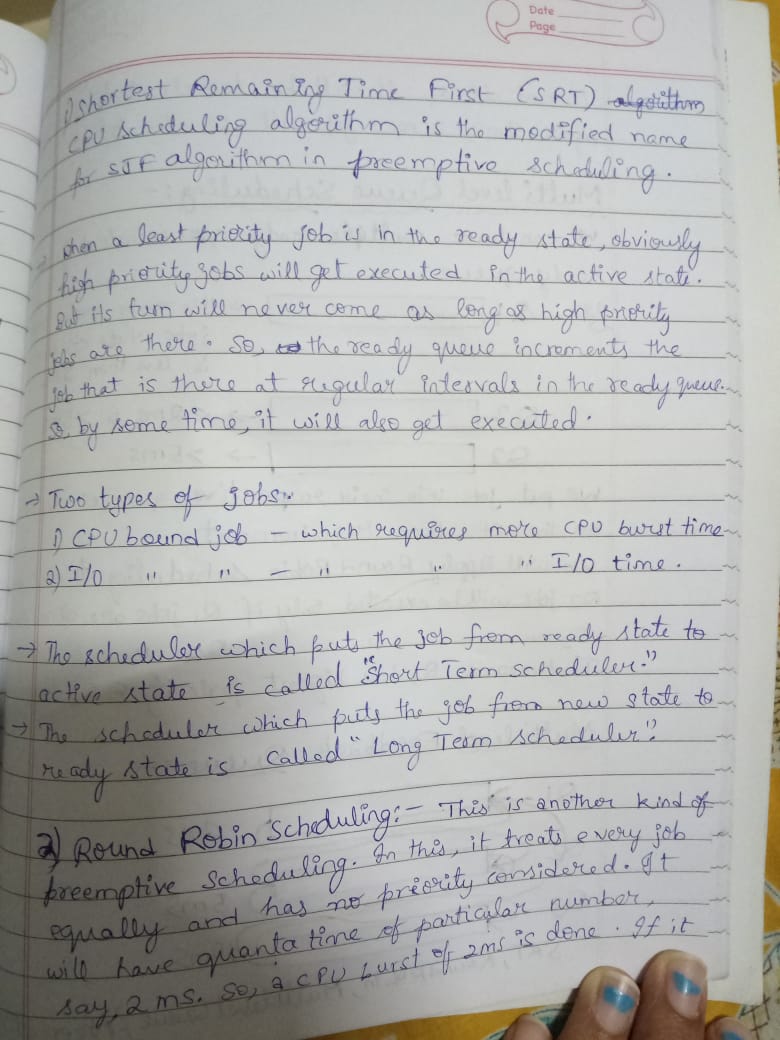 Date
Page
1) Shortest Remaining Time First (SRT) algorithm
CPU scheduling algorithm is the modified name
for SJF algorithm in preemptive scheduling.
→ When a least priority job is in the ready state, obviously
high priority jobs will get executed in the active state.
But its turn will never come as long as high priority
jobs are there. So, the ready queue increments the
job that is there at regular intervals in the ready queue.
So, by some time, it will also get executed.
→ Two types of jobs:-
1) CPU bound job - which requires more CPU burst time
2) I/O " " - " " " I/O time.
→ The scheduler which puts the job from ready state to
active state is called "Short Term scheduler."
→ The scheduler which puts the job from new state to
ready state is called "Long Term scheduler".
2) Round Robin Scheduling:- This is another kind of
preemptive scheduling. In this, it treats every job
equally and has no priority considered. It
will have quanta time of particular number,
say, 2 ms. So, a CPU burst of 2ms is done. If it